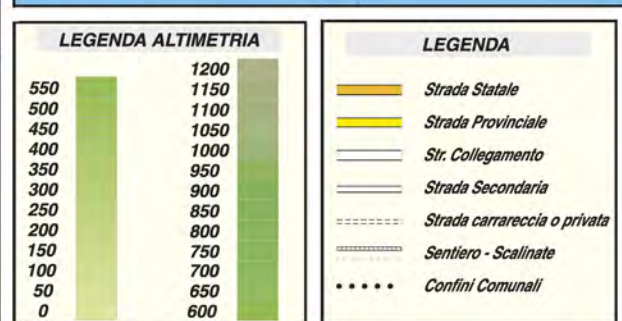 LEGENDA ALTIMETRIA
550
500
450
400
350
300
250
200
150
100
50
0
1200
1150
1100
1050
1000
950
900
850
800
750
700
650
600
LEGENDA
Strada Statale
Strada Provinciale
Str. Collegamento
Strada Secondaria
Strada carrareccia o privata
Sentiero - Scalinate
Confini Comunali